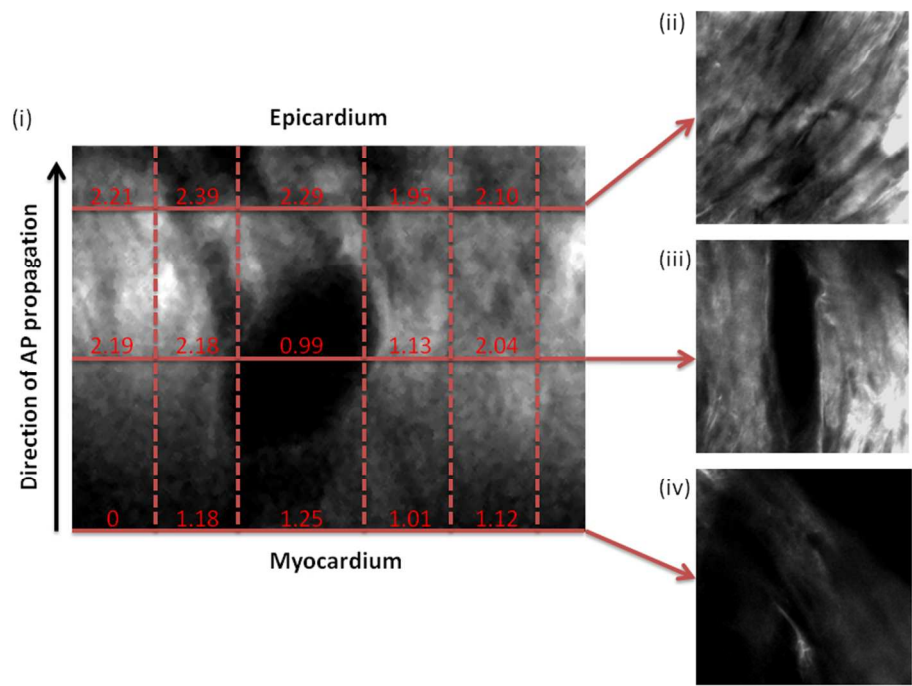 (ii)
(i)
Epicardium
2.21 2.39 2.29 1.95 2.10
(iii)
Direction of AP propagation
2.19 2.18 0.99 1.13 2.04
(iv)
0 1.18 1.25 1.01 1.12
Myocardium